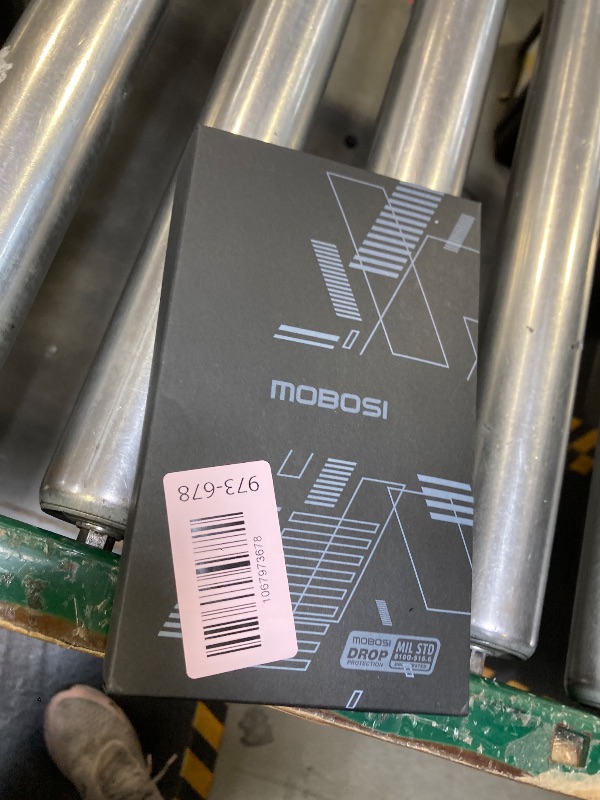 MOBOSI
973-678
1067973678
MOBOSI
DROP
PROTECTION
MIL STD